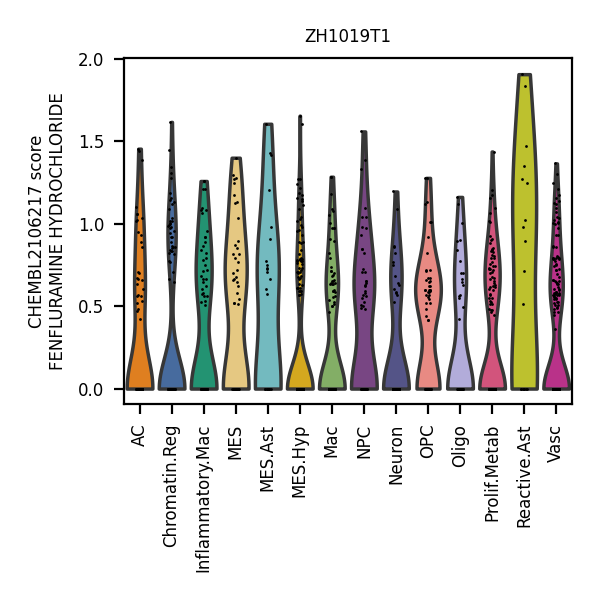 ZH1019T1
CHEMBL2106217 score
FENFLURAMINE HYDROCHLORIDE
2.0
1.5
1.0
0.5
0.0
AC
Chromatin.Reg
Inflammatory.Mac
MES
MES.Ast
MES.Hyp
Mac
NPC
Neuron
OPC
Oligo
Prolif.Metab
Reactive.Ast
Vasc